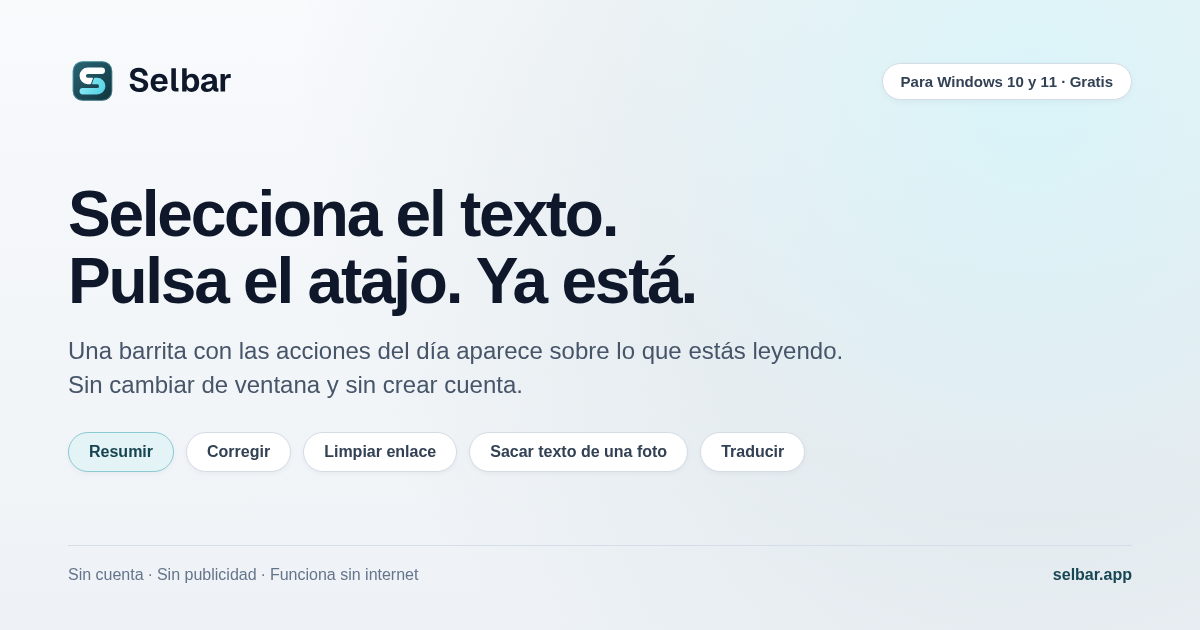 Selbar
Para Windows 10 y 11 · Gratis
Selecciona el texto.
Pulsa el atajo. Ya está.
Una barrita con las acciones del día aparece sobre lo que estás leyendo.
Sin cambiar de ventana y sin crear cuenta.
Resumir
Corregir
Limpiar enlace
Sacar texto de una foto
Traducir
Sin cuenta · Sin publicidad · Funciona sin internet
selbar.app